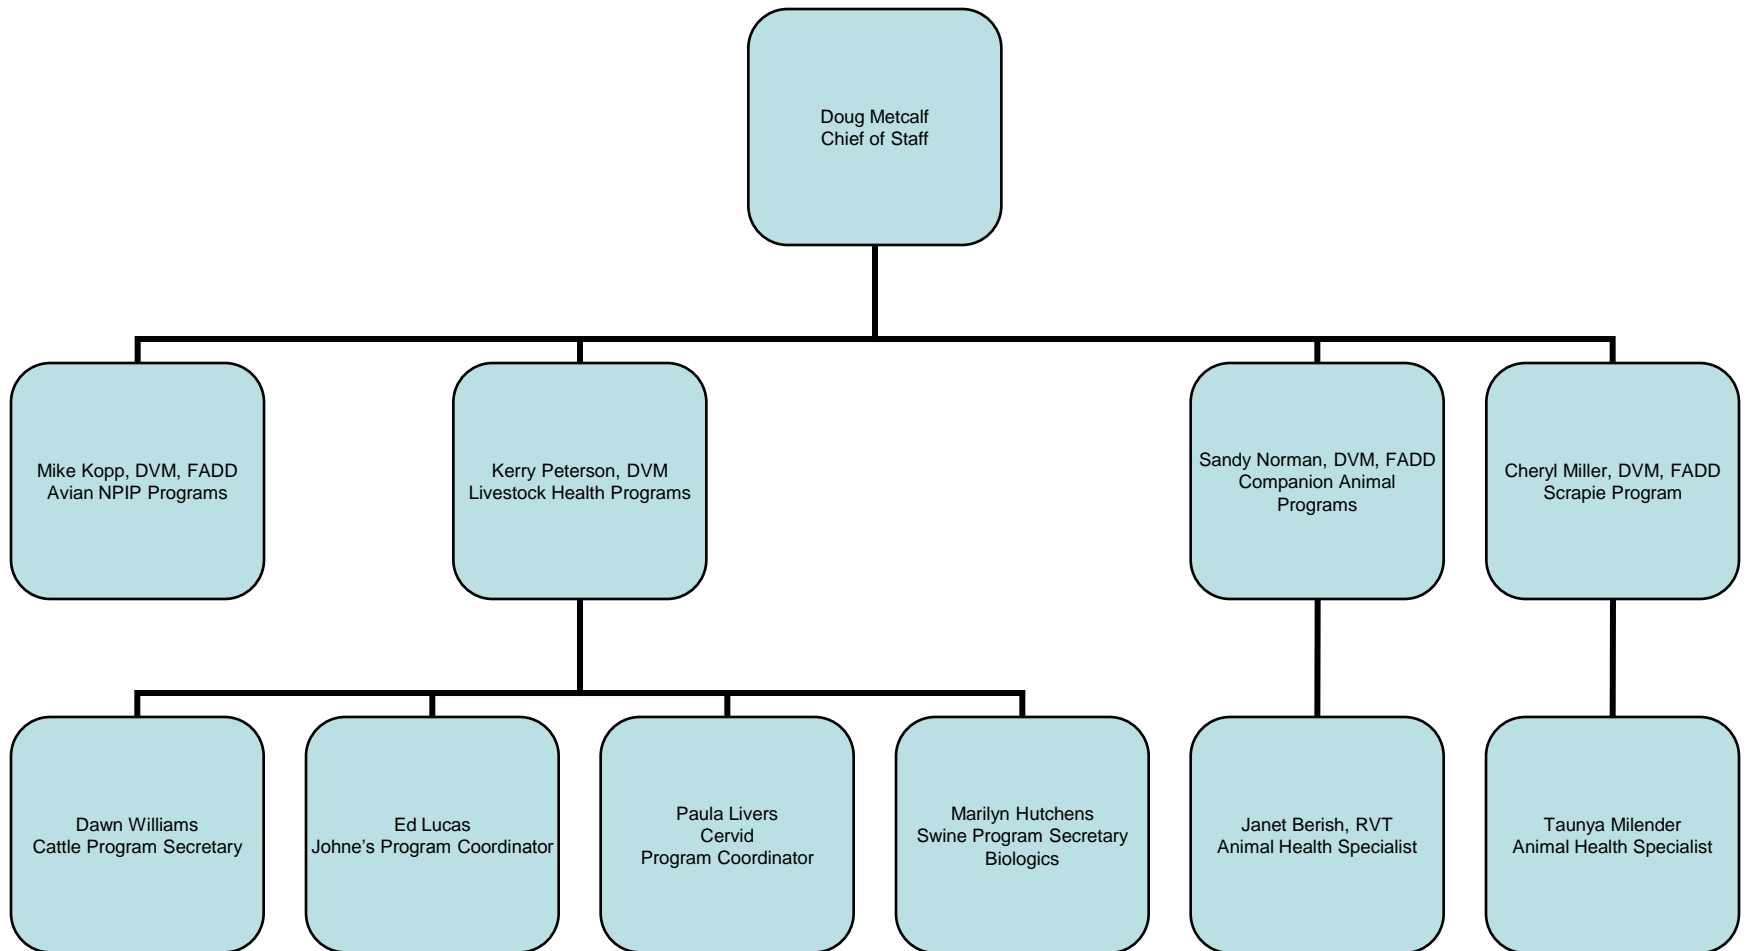 Doug Metcalf
Chief of Staff
Mike Kopp, DVM, FADD
Avian NPIP Programs
Kerry Peterson, DVM
Livestock Health Programs
Sandy Norman, DVM, FADD
Companion Animal
Programs
Cheryl Miller, DVM, FADD
Scrapie Program
Dawn Williams
Cattle Program Secretary
Ed Lucas
Johne’s Program Coordinator
Paula Livers
Cervid
Program Coordinator
Marilyn Hutchens
Swine Program Secretary
Biologics
Janet Berish, RVT
Animal Health Specialist
Taunya Milender
Animal Health Specialist